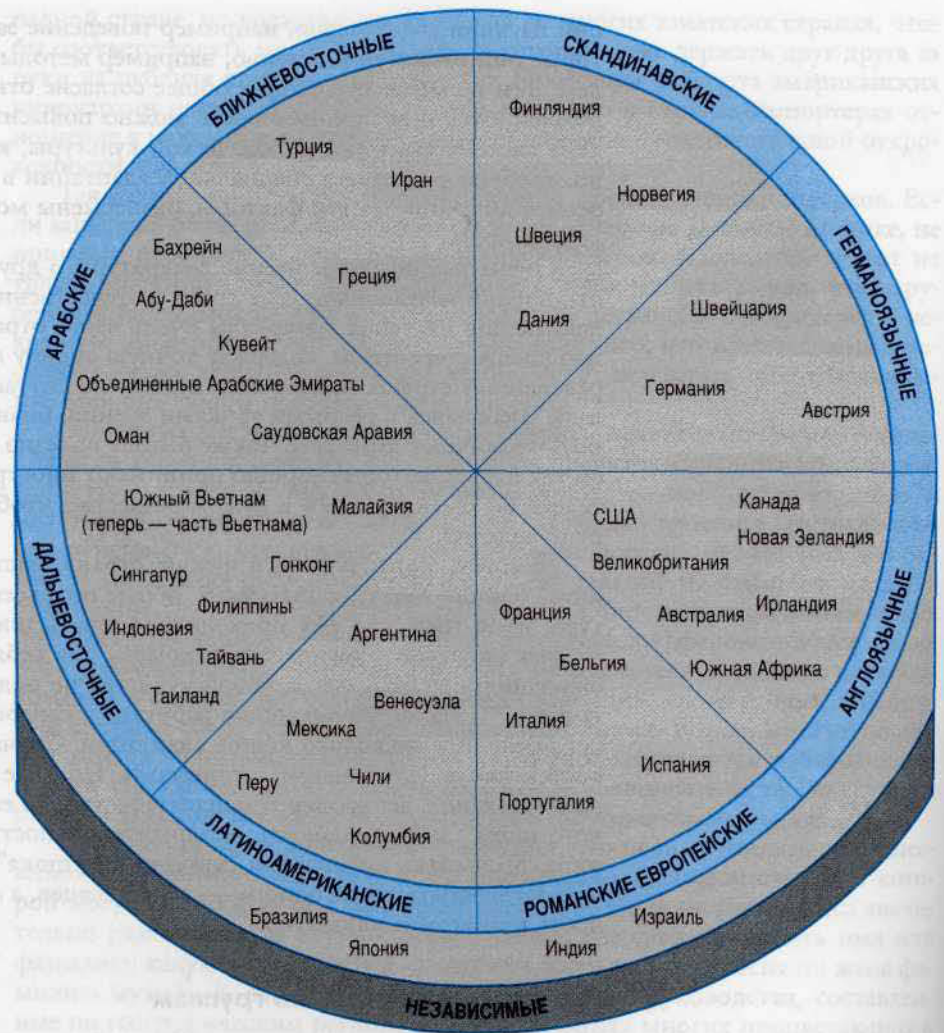 БЛИЖНЕВОСТОЧНЫЕ
Турция
Иран
Греция
СКАНДИНАВСКИЕ
Финляндия
Норвегия
Швеция
Дания
ГЕРМАНОЯЗЫЧНЫЕ
Швейцария
Германия
Австрия
АРАБСКИЕ
Бахрейн
Абу-Даби
Кувейт
Объединенные Арабские Эмираты
Оман
Саудовская Аравия
ДАЛЬНЕВОСТОЧНЫЕ
Южный Вьетнам
(теперь — часть Вьетнама)
Малайзия
Гонконг
Сингапур
Филиппины
Индонезия
Тайвань
Таиланд
АНГЛОЯЗЫЧНЫЕ
США
Канада
Новая Зеландия
Великобритания
Австралия
Ирландия
Южная Африка
ЛАТИНОАМЕРИКАНСКИЕ
Аргентина
Венесуэла
Мексика
Перу
Чили
Колумбия
РОМАНСКИЕ ЕВРОПЕЙСКИЕ
Франция
Бельгия
Италия
Испания
Португалия
Бразилия
Япония
Индия
Израиль
НЕЗАВИСИМЫЕ